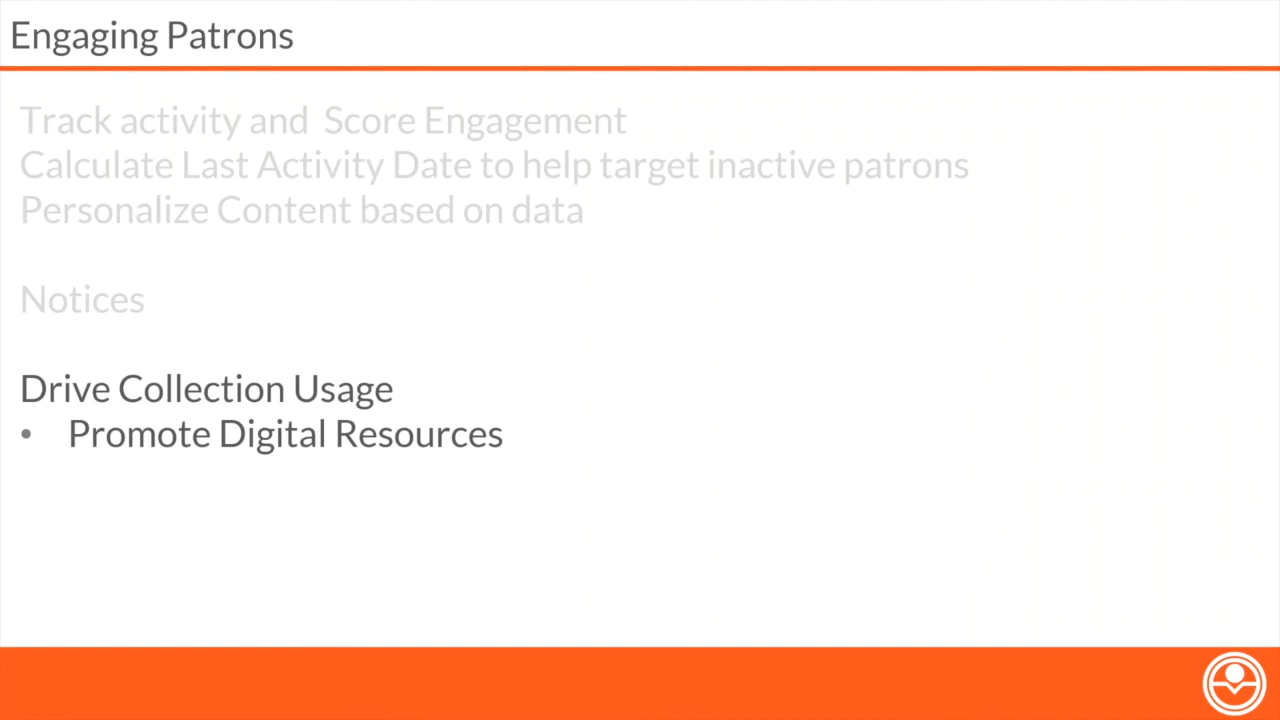 Engaging Patrons
Track activity and  Score Engagement
Calculate Last Activity Date to help target inactive patrons
Personalize Content based on data
Notices
Drive Collection Usage
• Promote Digital Resources